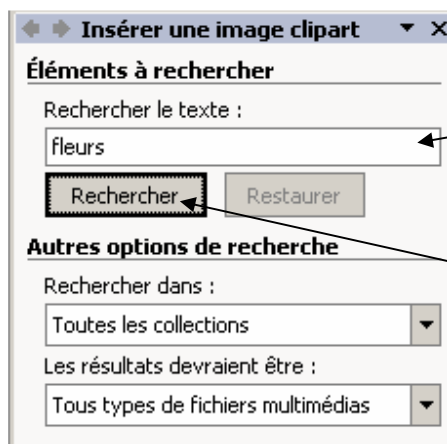 Insérer une image clipart
Éléments à rechercher
Rechercher le texte :
fleurs
Rechercher Restaurer
Autres options de recherche
Rechercher dans :
Toutes les collections
Les résultats devraient être :
Tous types de fichiers multimédias